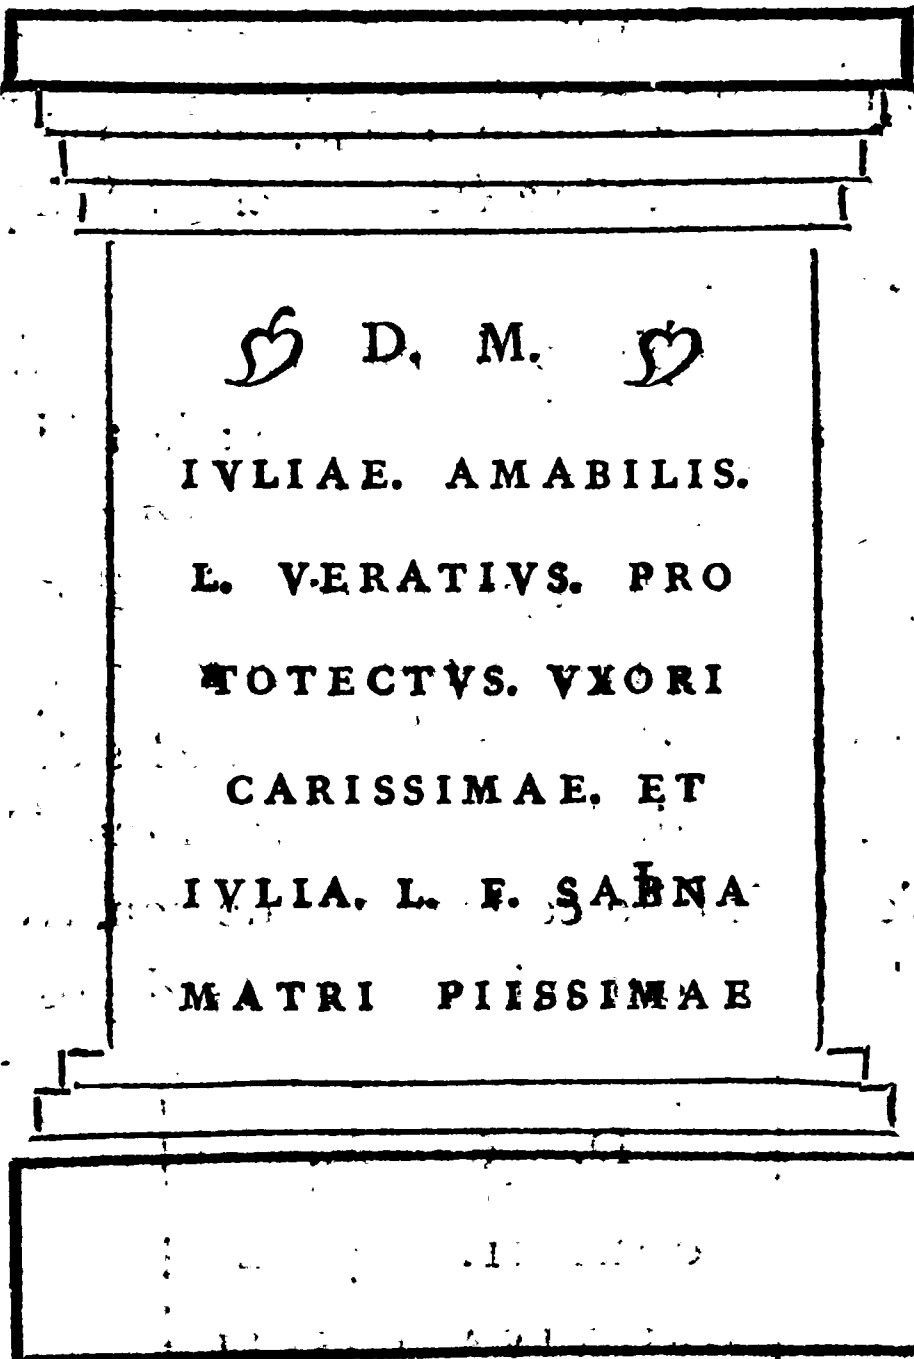 D. M.
IVLIAE. AMABILIS.
L. VERATIVS. PRO
TOTECTVS. VXORI
CARISSIMAE. ET
IVLIA. L. F. SABNA
MATRI PIISSIMAE